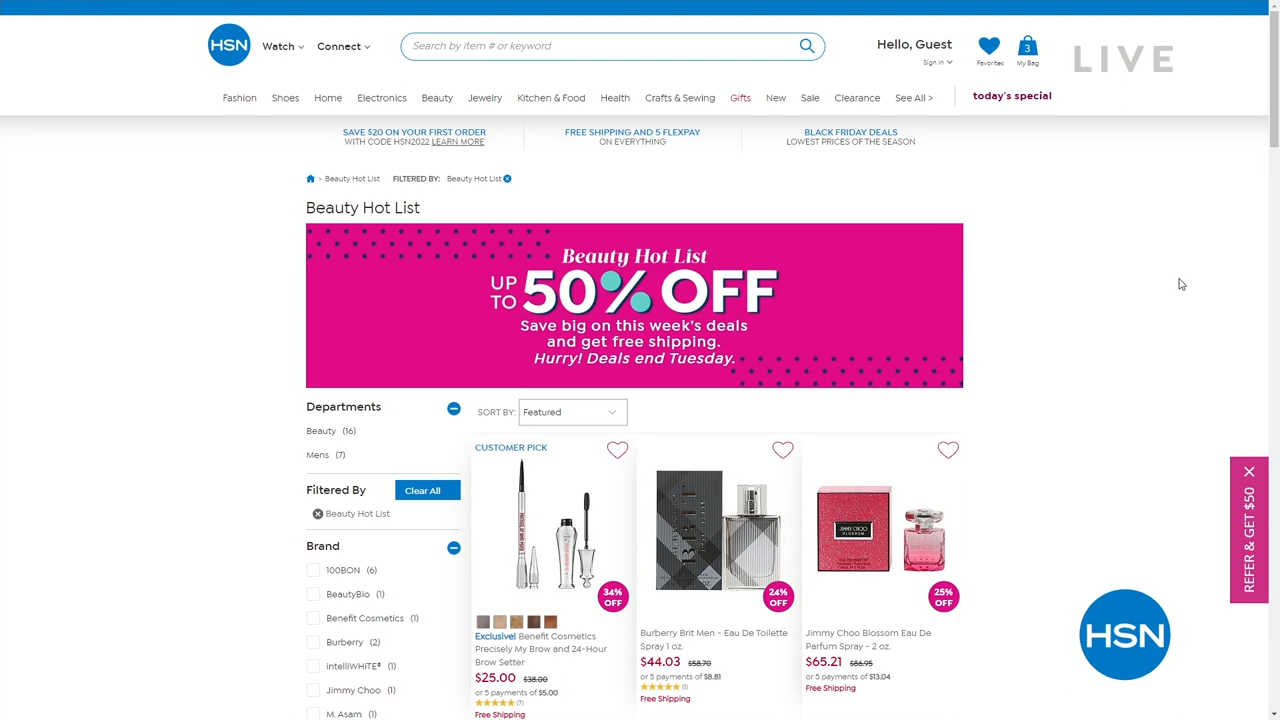 HSN
Watch
Connect
Search by item # or keyword
Hello, Guest
Sign In
Favorites
3
My Bag
LIVE
Fashion
Shoes
Home
Electronics
Beauty
Jewelry
Kitchen & Food
Health
Crafts & Sewing
Gifts
New
Sale
Clearance
See All >
today's special
SAVE $20 ON YOUR FIRST ORDER
WITH CODE HSN2022 LEARN MORE
FREE SHIPPING AND 5 FLEXPAY
ON EVERYTHING
BLACK FRIDAY DEALS
LOWEST PRICES OF THE SEASON
> Beauty Hot List FILTERED BY: Beauty Hot List
Beauty Hot List
Beauty Hot List
UP TO 50% OFF
Save big on this week's deals
and get free shipping.
Hurry! Deals end Tuesday.
Departments
Beauty (16)
Mens (7)
Filtered By
Clear All
Beauty Hot List
Brand
100BON (6)
BeautyBio (1)
Benefit Cosmetics (1)
Burberry (2)
intelliWHiTE® (1)
Jimmy Choo (1)
M. Asam (1)
SORT BY: Featured
CUSTOMER PICK
34% OFF
Exclusive! Benefit Cosmetics
Precisely My Brow and 24-Hour
Brow Setter
$25.00 $38.00
or 5 payments of $5.00
(7)
Free Shipping
BRIT
24% OFF
Burberry Brit Men - Eau De Toilette
Spray 1 oz.
$44.03 $58.70
or 5 payments of $8.81
(1)
Free Shipping
JIMMY CHOO
BLOSSOM
25% OFF
Jimmy Choo Blossom Eau De
Parfum Spray - 2 oz.
$65.21 $86.95
or 5 payments of $13.04
Free Shipping
REFER & GET $50
HSN